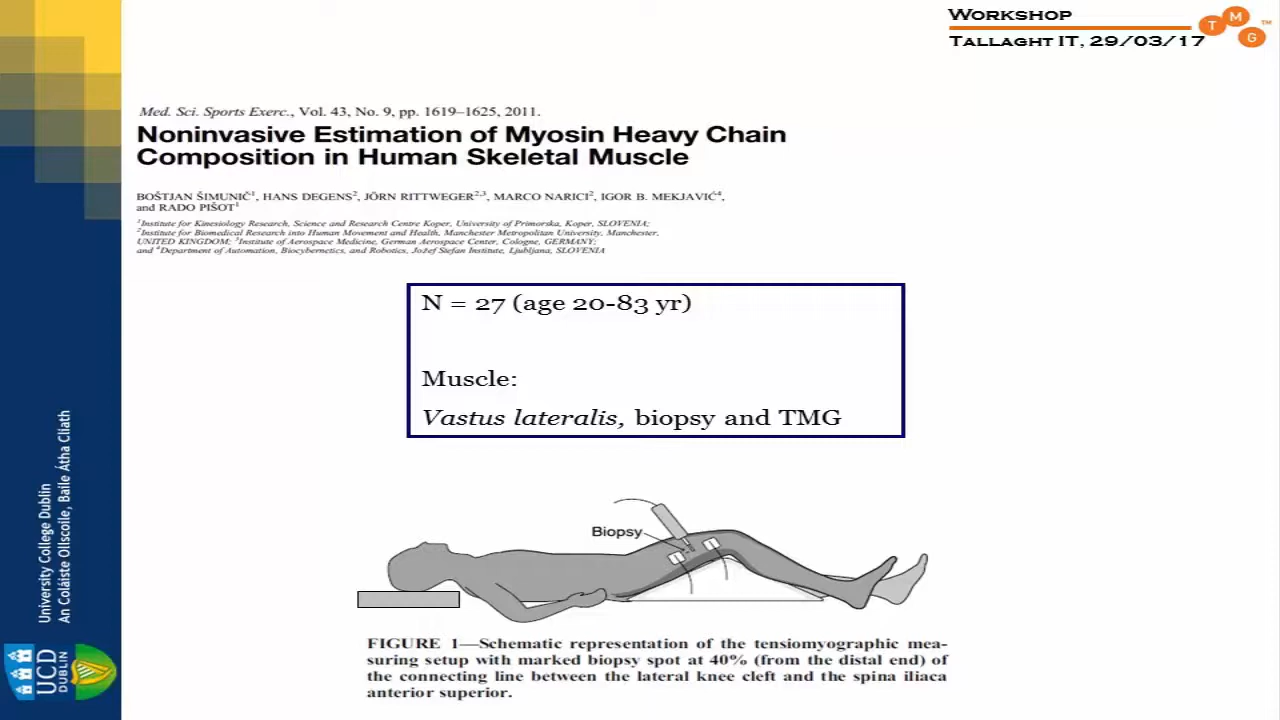 WORKSHOP
TALLAGHT IT, 29/03/17
T M G ™
Med. Sci. Sports Exerc., Vol. 43, No. 9, pp. 1619–1625, 2011.
Noninvasive Estimation of Myosin Heavy Chain
Composition in Human Skeletal Muscle
BOŠTJAN ŠIMUNIČ1, HANS DEGENS2, JÖRN RITTWEGER2,3, MARCO NARICI2, IGOR B. MEKJAVIĆ4,
and RADO PIŠOT1
1Institute for Kinesiology Research, Science and Research Centre Koper, University of Primorska, Koper, SLOVENIA;
2Institute for Biomedical Research into Human Movement and Health, Manchester Metropolitan University, Manchester,
UNITED KINGDOM; 3Institute of Aerospace Medicine, German Aerospace Center, Cologne, GERMANY;
and 4Department of Automation, Biocybernetics, and Robotics, Jožef Stefan Institute, Ljubljana, SLOVENIA
N = 27 (age 20-83 yr)
Muscle:
Vastus lateralis, biopsy and TMG
Biopsy
FIGURE 1—Schematic representation of the tensiomyographic mea-
suring setup with marked biopsy spot at 40% (from the distal end) of
the connecting line between the lateral knee cleft and the spina iliaca
anterior superior.
University College Dublin
An Coláiste Ollscoile, Baile Átha Cliath
UCD
DUBLIN